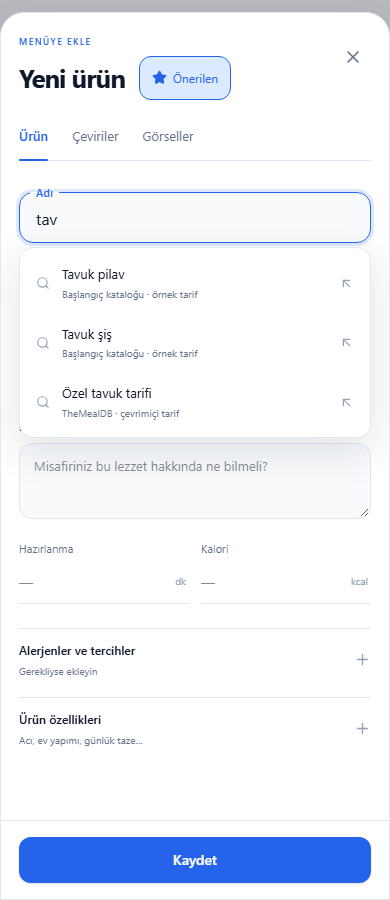 MENÜYE EKLE
Yeni ürün
Önerilen
Ürün
Çeviriler
Görseller
Adı
tav
Tavuk pilav
Başlangıç kataloğu · örnek tarif
Tavuk şiş
Başlangıç kataloğu · örnek tarif
Özel tavuk tarifi
TheMealDB · çevrimiçi tarif
Misafiriniz bu lezzet hakkında ne bilmeli?
Hazırlanma
Kalori
— dk
— kcal
Alerjenler ve tercihler
Gerekliyse ekleyin
Ürün özellikleri
Acı, ev yapımı, günlük taze...
Kaydet